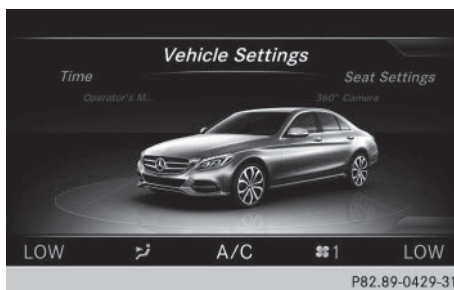 Vehicle Settings
Time
Seat Settings
Operator's M...
360° Camera
LOW A/C 1 LOW
P82.89-0429-31